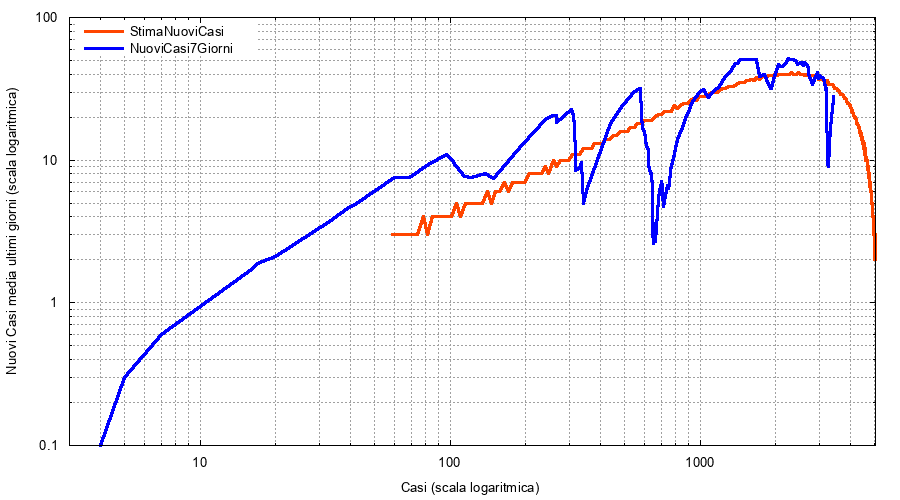 100
StimaNuoviCasi
NuoviCasi7Giorni
10
1
0.1
Nuovi Casi media ultimi giorni (scala logaritmica)
10 100 1000
Casi (scala logaritmica)